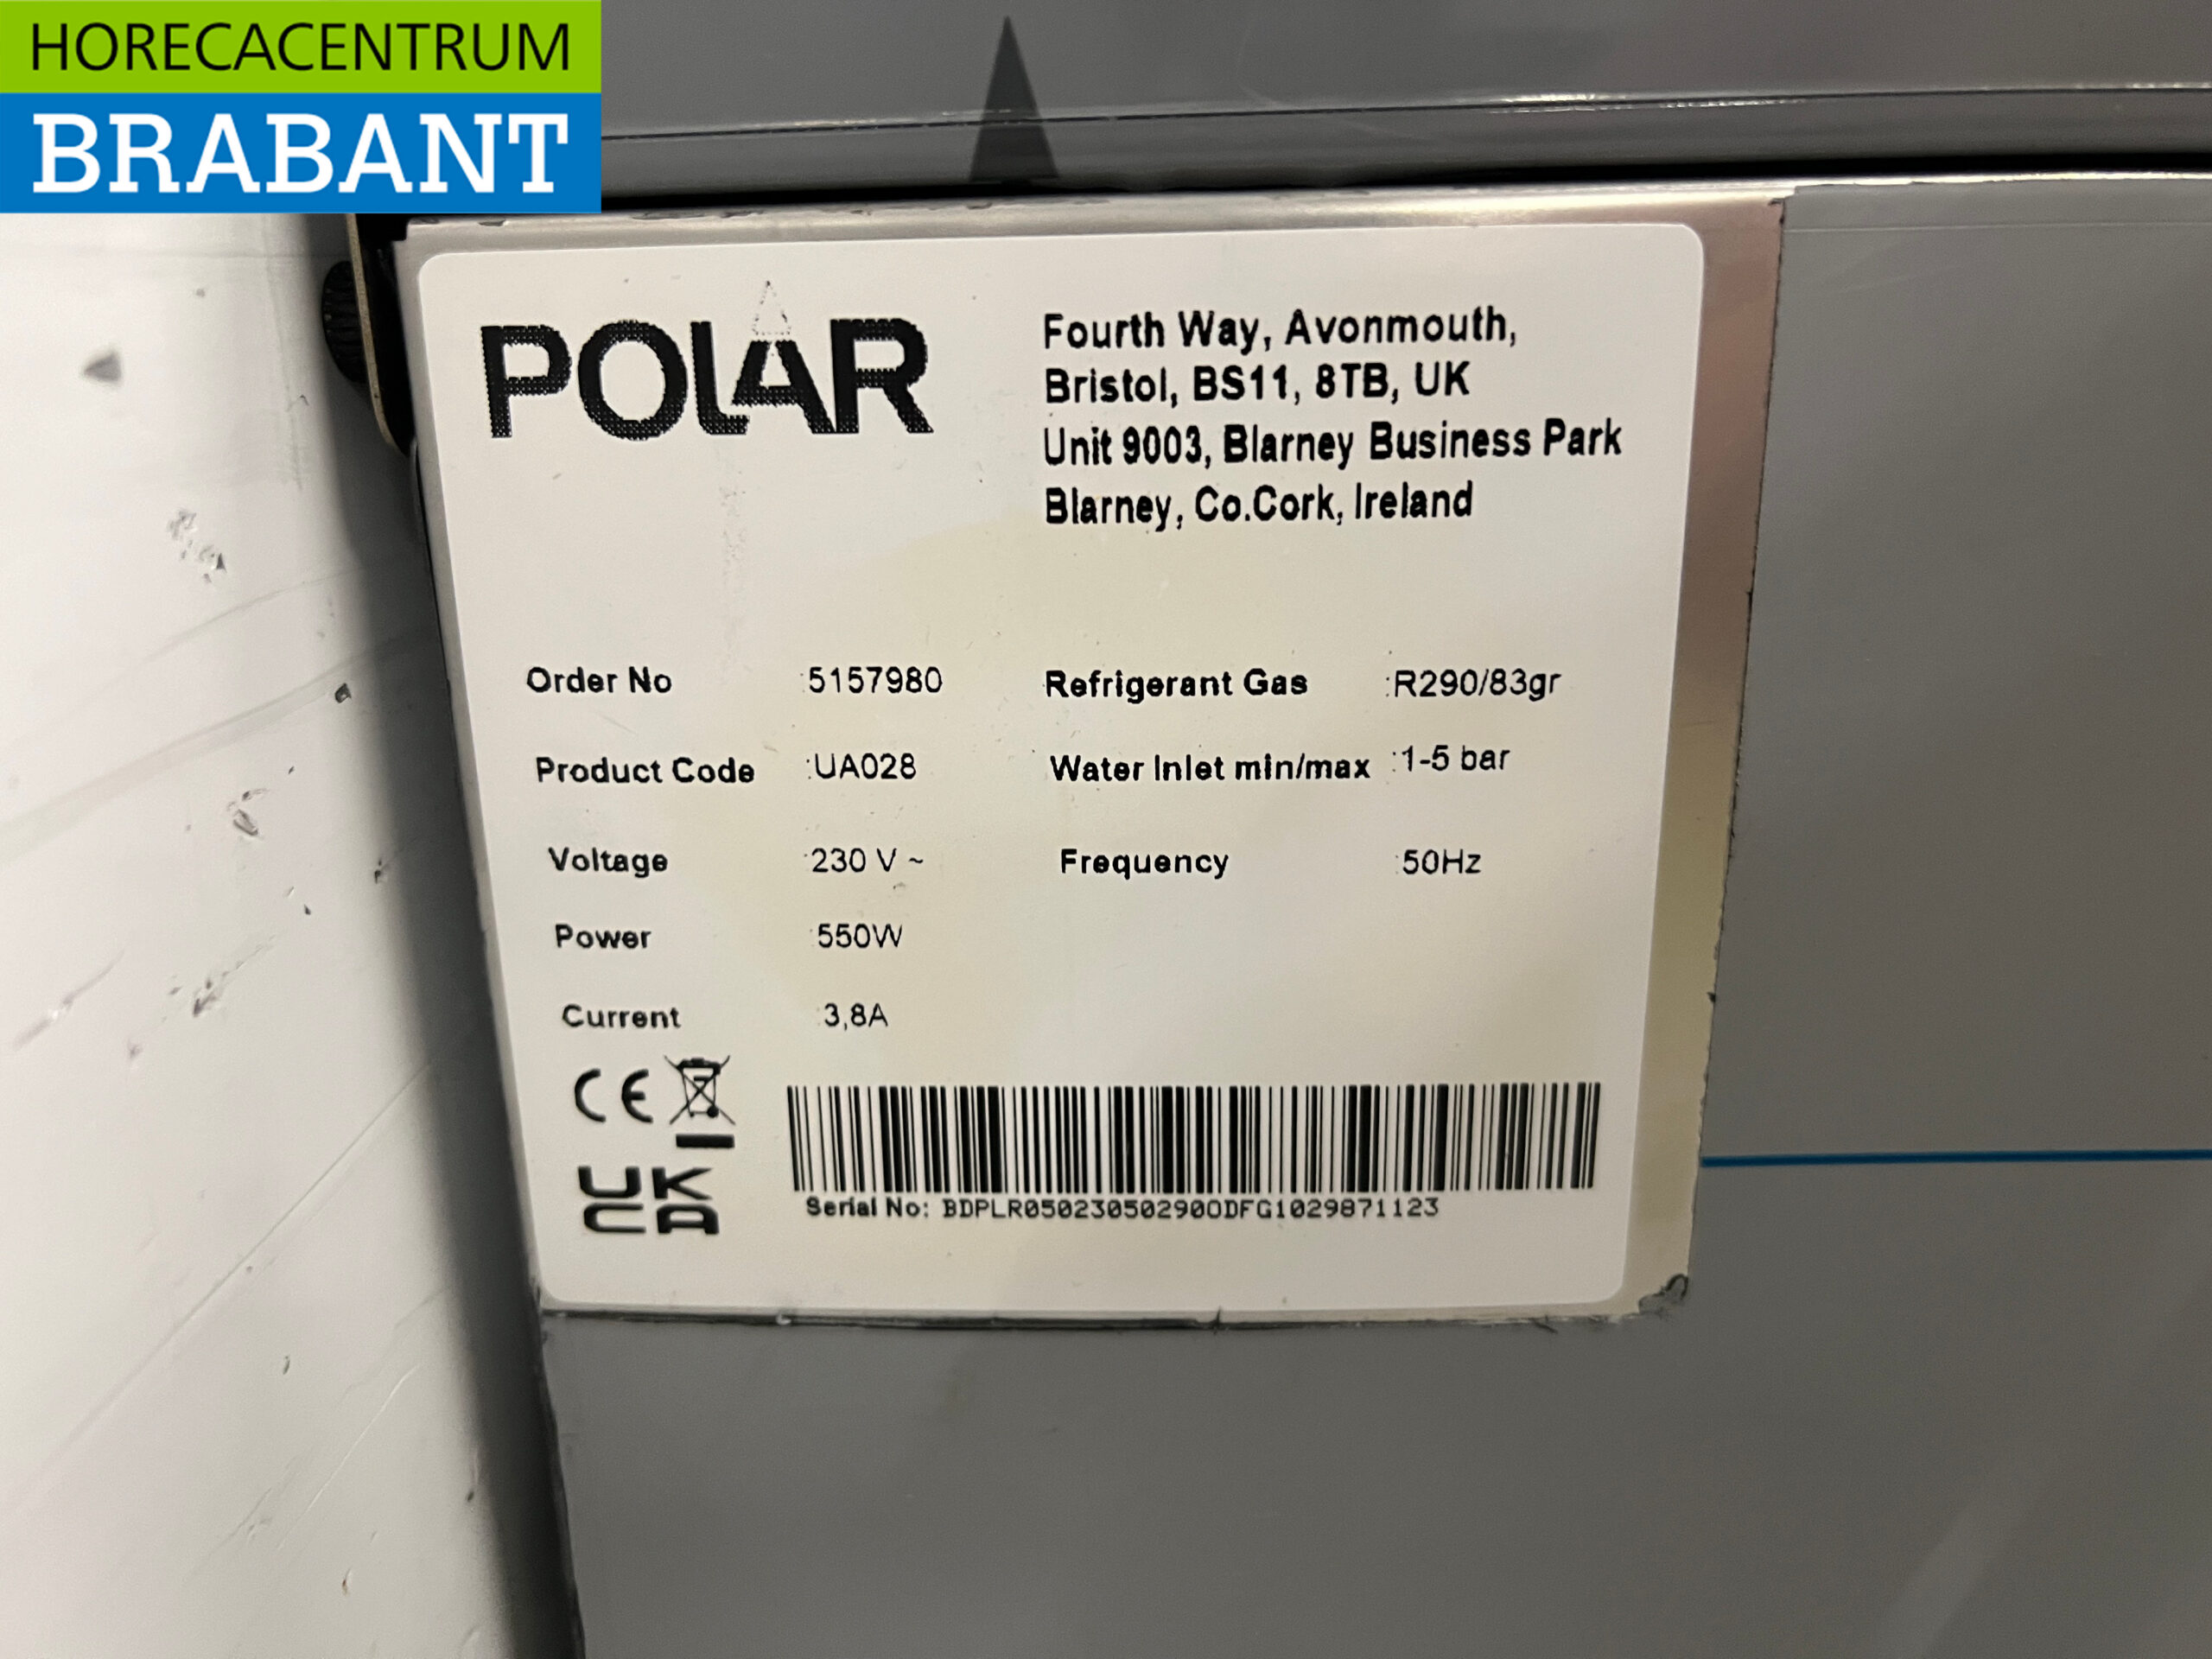 HORECACENTRUM
BRABANT
POLAR
Fourth Way, Avonmouth,
Bristol, BS11, 8TB, UK
Unit 9003, Blarney Business Park
Blarney, Co.Cork, Ireland
Order No :5157980 Refrigerant Gas :R290/83gr
Product Code :UA028 Water Inlet min/max :1-5 bar
Voltage :230 V ~ Frequency :50Hz
Power :550W
Current :3,8A
CE
UK
CA
Serial No: BDPLR05023050290ODFG1029871123